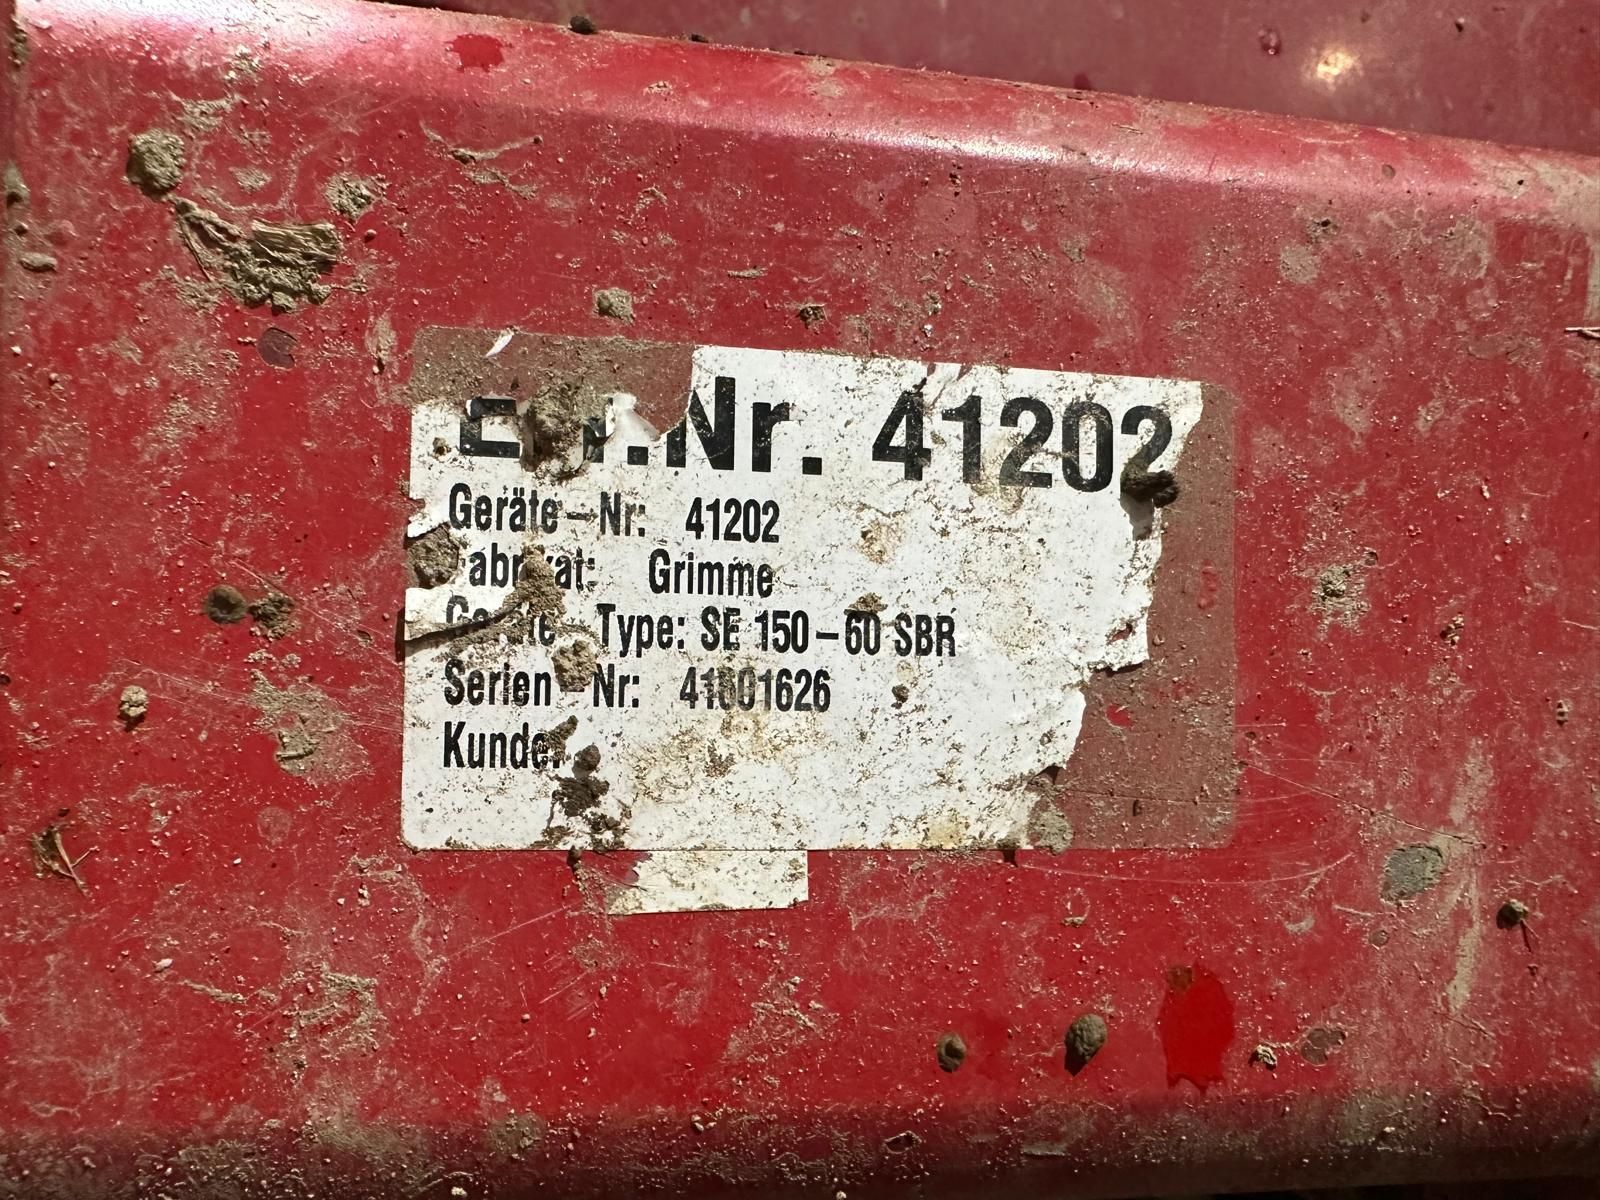 Nr. 41202
Geräte-Nr: 41202
Grimme
Type: SE 150-60 SBR
Serien Nr:
Kunde: